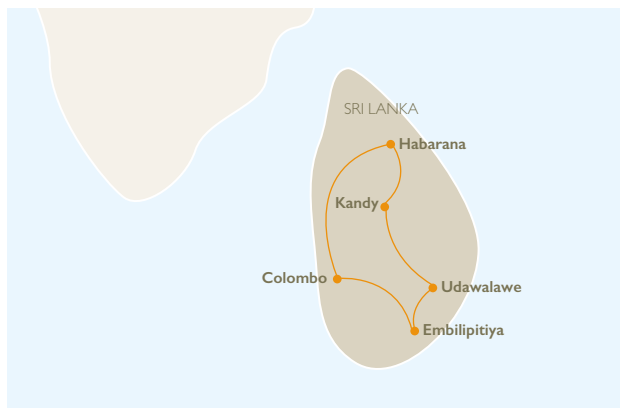 SRI LANKA
Habarana
Kandy
Colombo
Udawalawe
Embilipitiya